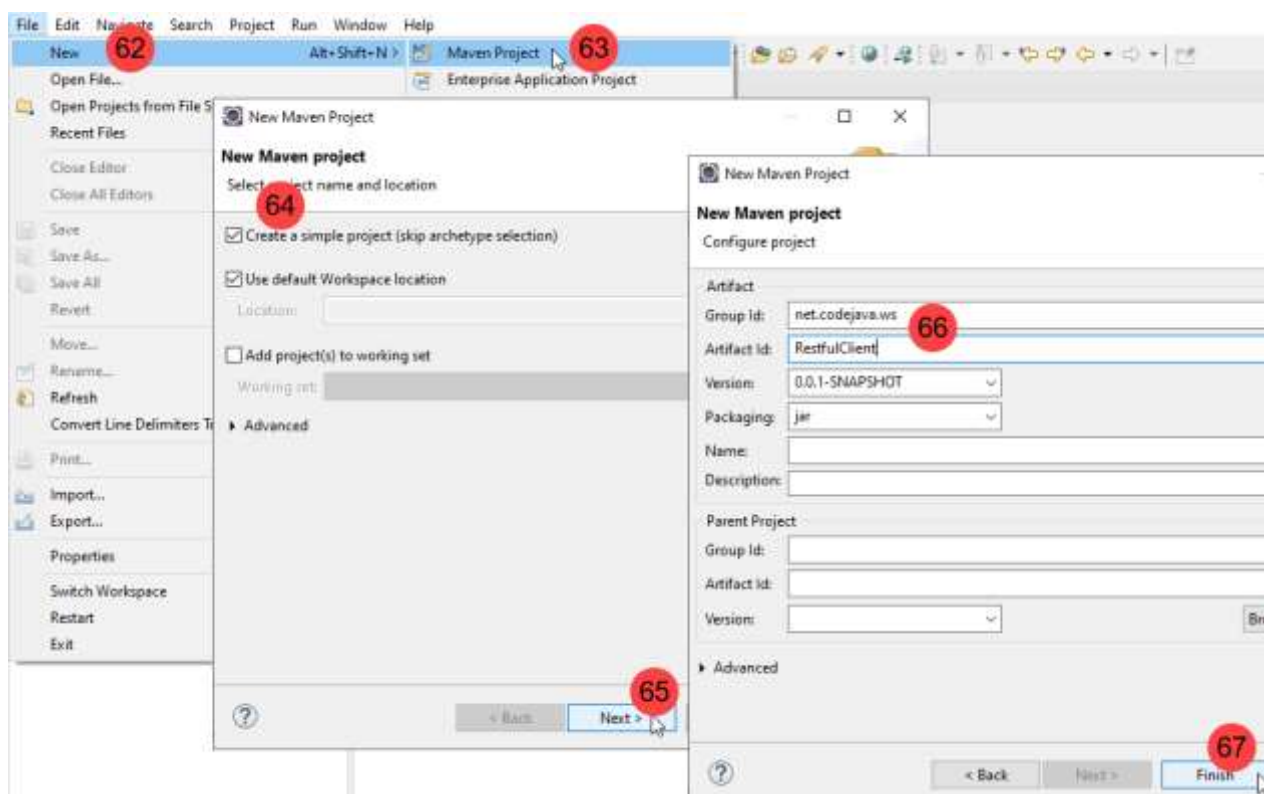 File Edit Navigate Search Project Run Window Help
62
New Alt+Shift+N >
Maven Project
63
Enterprise Application Project
Open File...
Open Projects from File S
Recent Files
Close Editor
Close All Editors
Save
Save As...
Save All
Revert
Move...
Rename...
Refresh
Convert Line Delimiters T
Print...
Import...
Export...
Properties
Switch Workspace
Restart
Exit
New Maven Project
New Maven project
Select project name and location
64
Create a simple project (skip archetype selection)
Use default Workspace location
Location:
Add project(s) to working set
Working set:
Advanced
65
< Back Next >
New Maven Project
New Maven project
Configure project
Artifact
Group Id: net.codejava.ws
66
Artifact Id: RestfulClient
Version: 0.0.1-SNAPSHOT
Packaging: jar
Name:
Description:
Parent Project
Group Id:
Artifact Id:
Version:
Br
Advanced
67
< Back Next > Finish